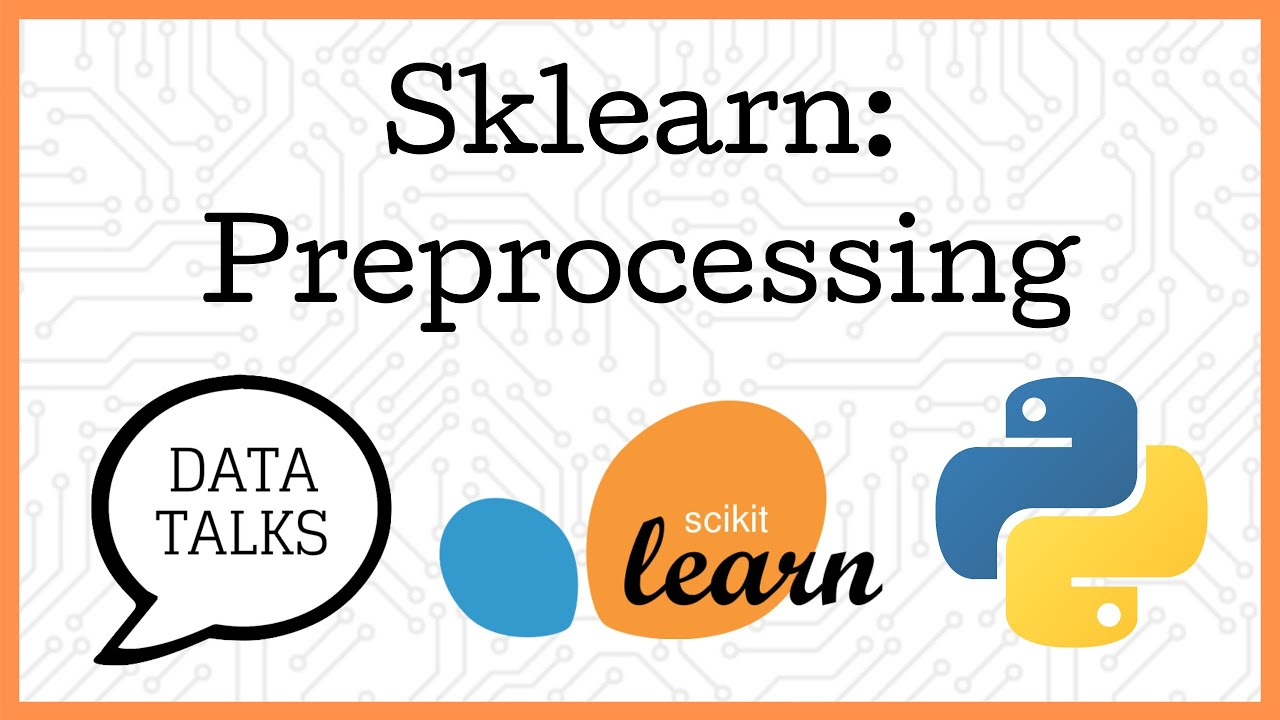 Sklearn:
Preprocessing
DATA
TALKS
scikit
learn